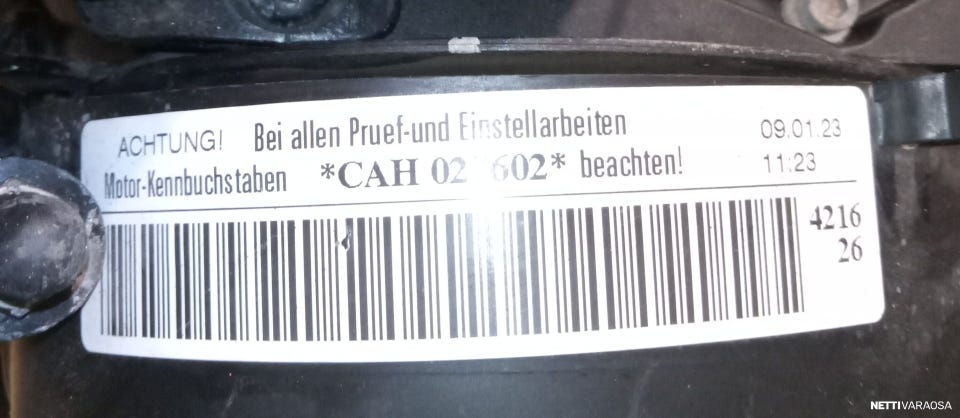 ACHTUNG! Bei allen Pruef-und Einstellarbeiten 09.01.23
Motor-Kennbuchstaben *CAH beachten! 11:23
4216
26
NETTIVARAOSA